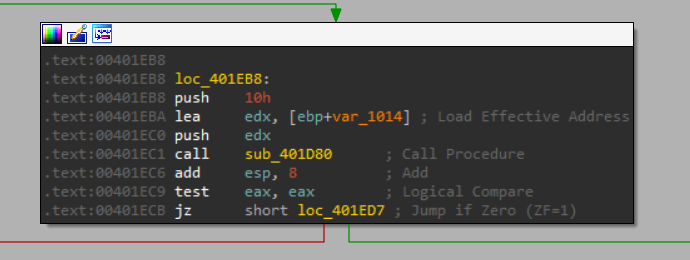 .text:00401EB8
.text:00401EB8 loc_401EB8:
.text:00401EB8 push 10h
.text:00401EBA lea edx, [ebp+var_1014] ; Load Effective Address
.text:00401EC0 push edx
.text:00401EC1 call sub_401D80 ; Call Procedure
.text:00401EC6 add esp, 8 ; Add
.text:00401EC9 test eax, eax ; Logical Compare
.text:00401ECB jz short loc_401ED7 ; Jump if Zero (ZF=1)